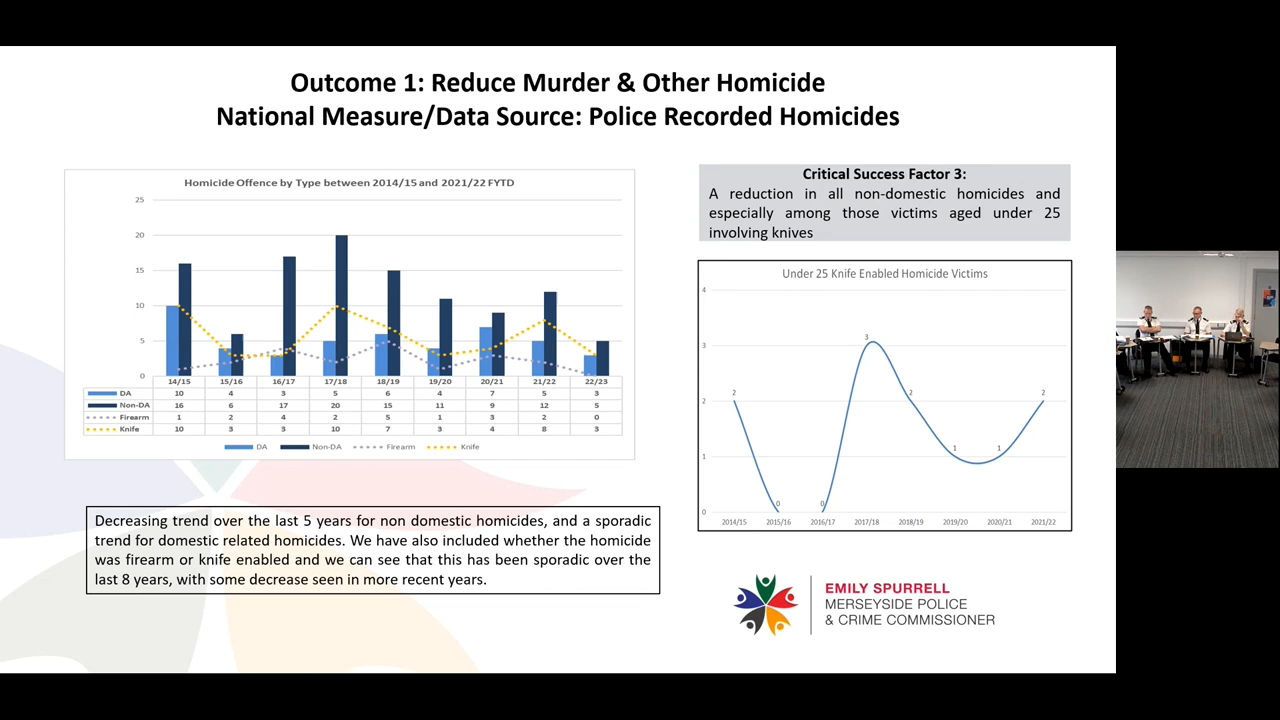 Outcome 1: Reduce Murder & Other Homicide
National Measure/Data Source: Police Recorded Homicides
Homicide Offence by Type between 2014/15 and 2021/22 FYTD
25
20
15
10
5
0
14/15 15/16 16/17 17/18 18/19 19/20 20/21 21/22 22/23
DA 10 4 3 5 6 4 7 5 3
Non-DA 16 6 17 20 15 11 9 12 5
Firearm 1 2 4 2 5 1 3 2 0
Knife 10 3 3 10 7 3 4 8 3
DA Non-DA Firearm Knife
Decreasing trend over the last 5 years for non domestic homicides, and a sporadic
trend for domestic related homicides. We have also included whether the homicide
was firearm or knife enabled and we can see that this has been sporadic over the
last 8 years, with some decrease seen in more recent years.
Critical Success Factor 3:
A reduction in all non-domestic homicides and
especially among those victims aged under 25
involving knives
Under 25 Knife Enabled Homicide Victims
4
3
2
1
0
2 0 0 3 2 1 1 2
2014/15 2015/16 2016/17 2017/18 2018/19 2019/20 2020/21 2021/22
EMILY SPURRELL
MERSEYSIDE POLICE
& CRIME COMMISSIONER